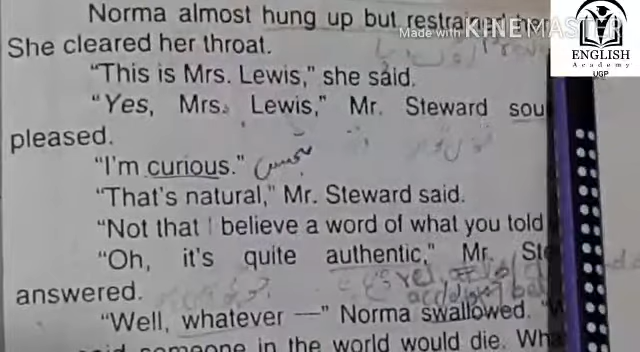 Norma almost hung up but restrained
She cleared her throat.
"This is Mrs. Lewis," she said.
"Yes, Mrs. Lewis," Mr. Steward sou
pleased.
"I'm curious."
"That's natural," Mr. Steward said.
"Not that I believe a word of what you told
"Oh, it's quite authentic," Mr. Ste
answered.
"Well, whatever —" Norma swallowed.
someone in the world would die. Wha
Made with KINEMASTER
ENGLISH
Academy
UGP